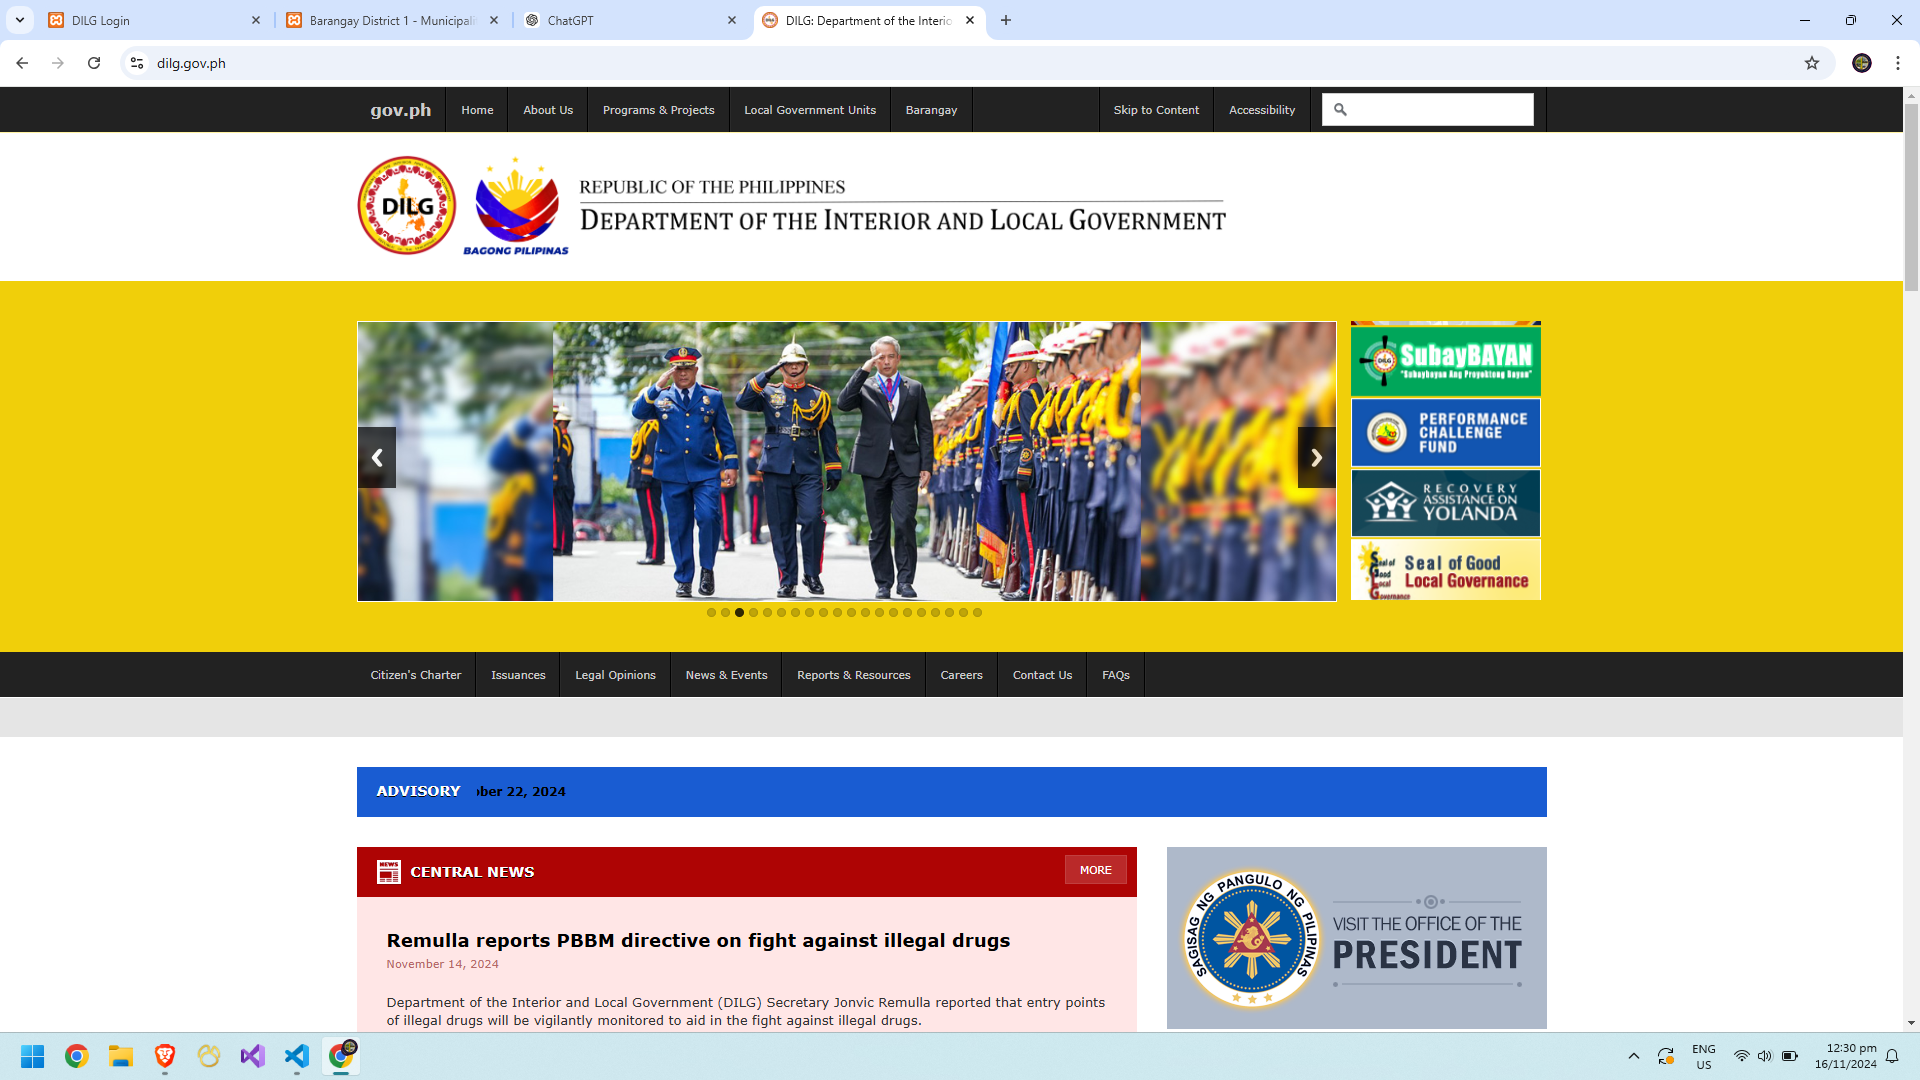 DILG Login
Barangay District 1 - Municipali
ChatGPT
DILG: Department of the Interio
dilg.gov.ph
gov.ph
Home
About Us
Programs & Projects
Local Government Units
Barangay
Skip to Content
Accessibility
DILG
BAGONG PILIPINAS
REPUBLIC OF THE PHILIPPINES
DEPARTMENT OF THE INTERIOR AND LOCAL GOVERNMENT
SubayBAYAN
"Subaybayan Ang Proyektong Bayan"
PERFORMANCE
CHALLENGE
FUND
RECOVERY
ASSISTANCE ON
YOLANDA
Seal of Good Local Governance
Seal of Good
Local Governance
Citizen's Charter
Issuances
Legal Opinions
News & Events
Reports & Resources
Careers
Contact Us
FAQs
ADVISORY
ber 22, 2024
NEWS
CENTRAL NEWS
MORE
Remulla reports PBBM directive on fight against illegal drugs
November 14, 2024
Department of the Interior and Local Government (DILG) Secretary Jonvic Remulla reported that entry points
of illegal drugs will be vigilantly monitored to aid in the fight against illegal drugs.
SAGISAG NG PANGULO NG PILIPINAS
VISIT THE OFFICE OF THE
PRESIDENT
ENG
US
12:30 pm
16/11/2024